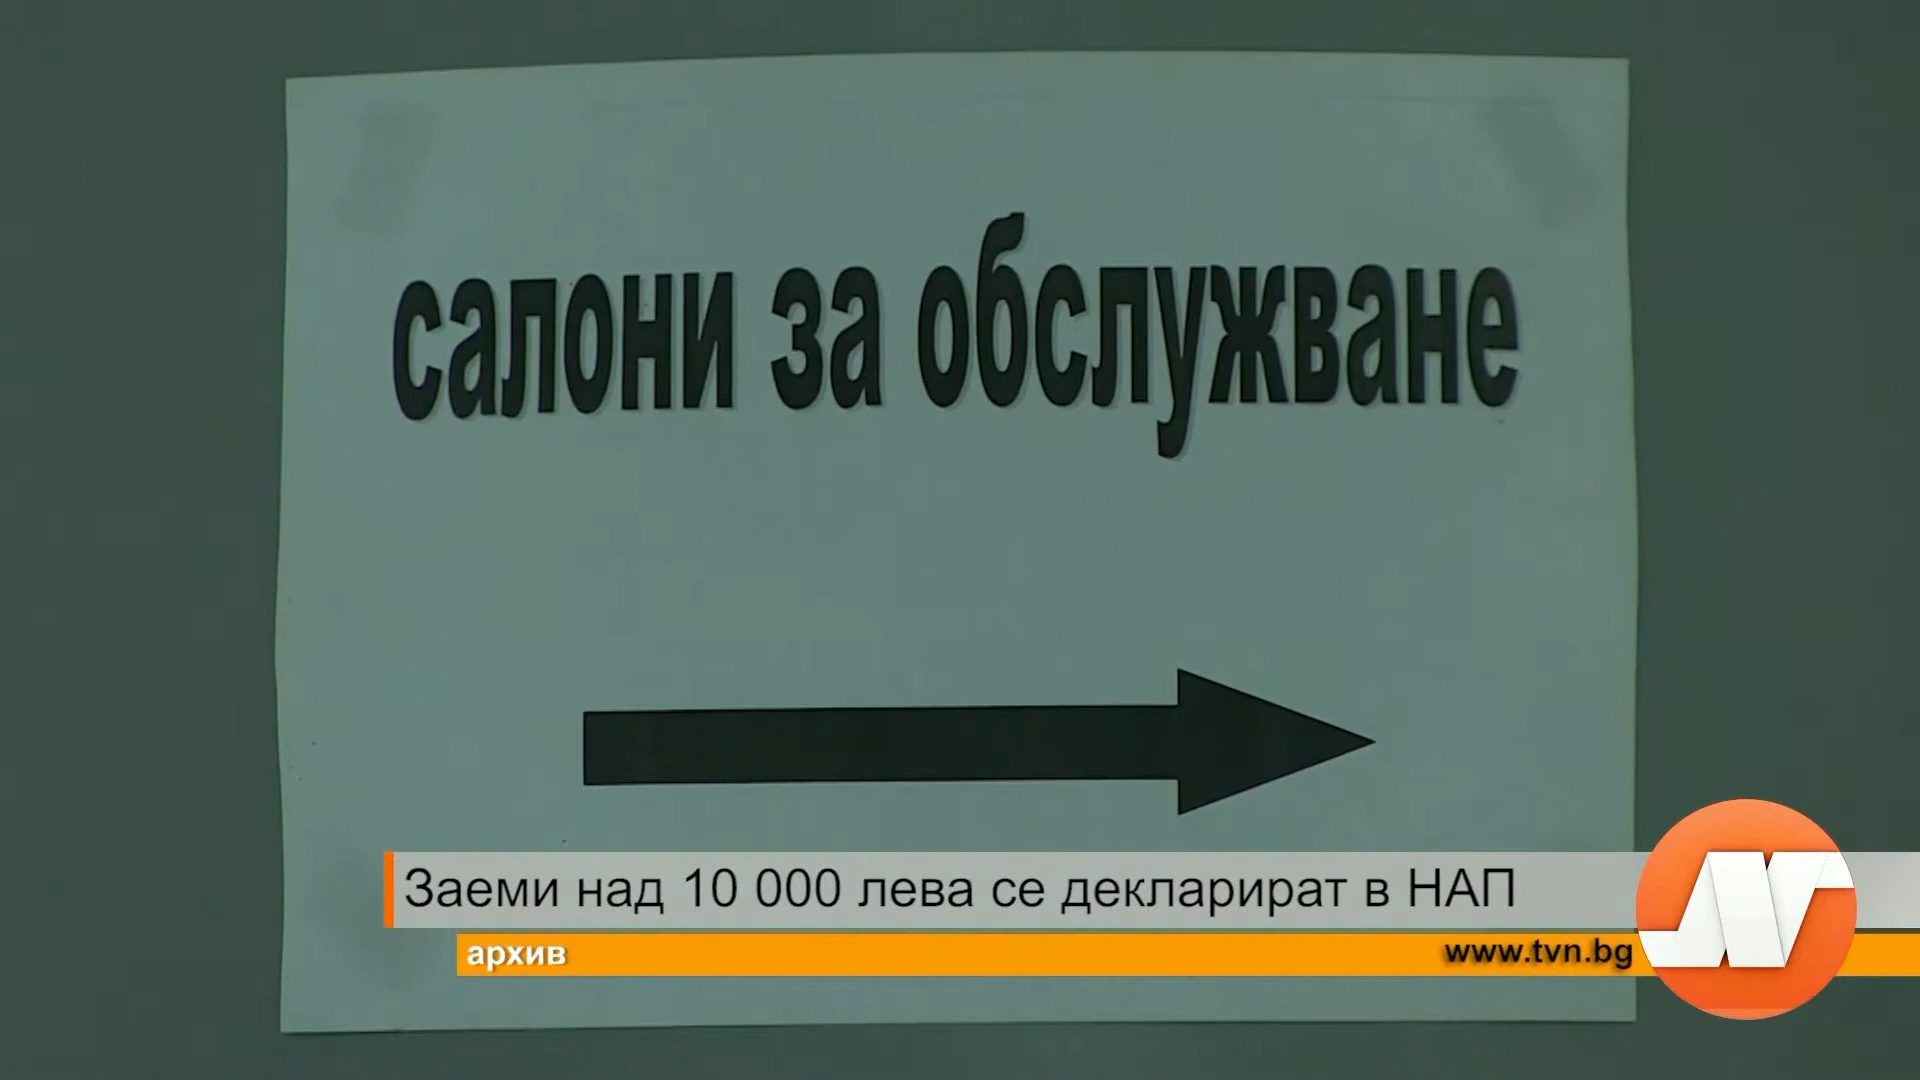 салони за обслужване
Заеми над 10 000 лева се декларират в НАП
архив
www.tvn.bg